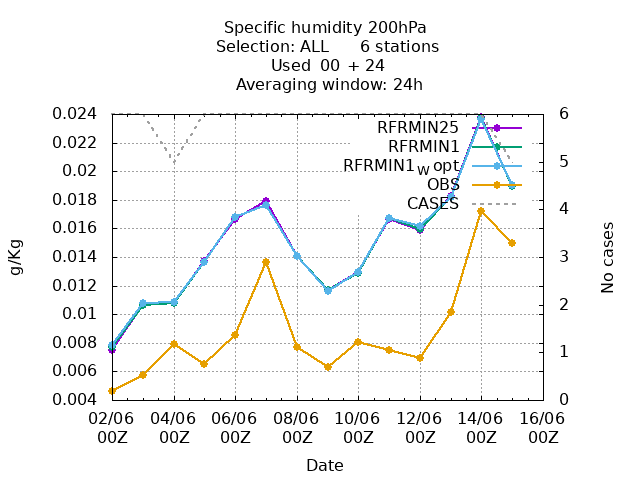 Specific humidity 200hPa
Selection: ALL 6 stations
Used 00 + 24
Averaging window: 24h
RFRMIN25
RFRMIN1
RFRMIN1w opt
OBS
CASES
0.024
0.022
0.02
0.018
0.016
0.014
0.012
0.01
0.008
0.006
0.004
g/Kg
6
5
4
3
2
1
0
No cases
02/06 04/06 06/06 08/06 10/06 12/06 14/06 16/06
00Z 00Z 00Z 00Z 00Z 00Z 00Z 00Z
Date